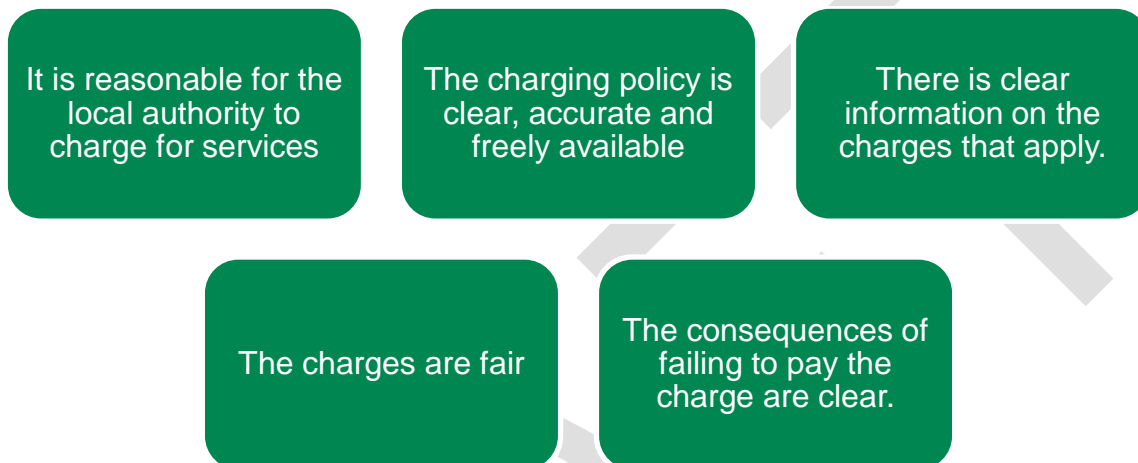 It is reasonable for the
local authority to
charge for services
The charging policy is
clear, accurate and
freely available
There is clear
information on the
charges that apply.
The charges are fair
The consequences of
failing to pay the
charge are clear.